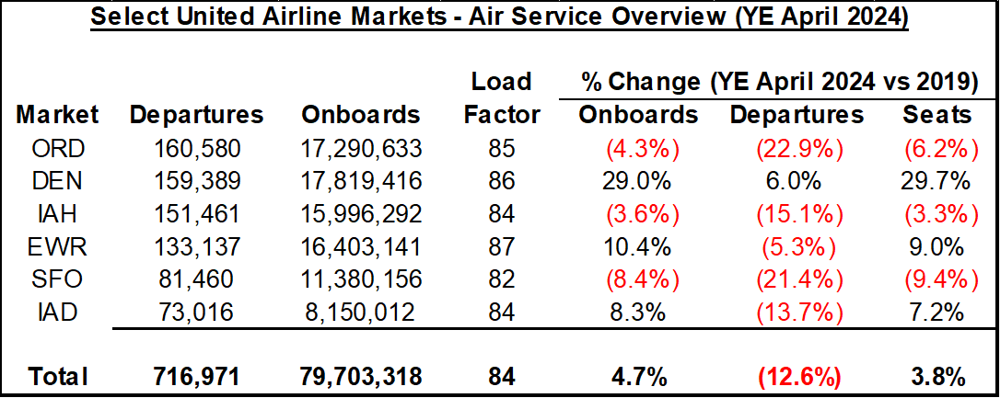 Select United Airline Markets - Air Service Overview (YE April 2024)
Load % Change (YE April 2024 vs 2019)
Market Departures Onboards Factor Onboards Departures Seats
ORD 160,580 17,290,633 85 (4.3%) (22.9%) (6.2%)
DEN 159,389 17,819,416 86 29.0% 6.0% 29.7%
IAH 151,461 15,996,292 84 (3.6%) (15.1%) (3.3%)
EWR 133,137 16,403,141 87 10.4% (5.3%) 9.0%
SFO 81,460 11,380,156 82 (8.4%) (21.4%) (9.4%)
IAD 73,016 8,150,012 84 8.3% (13.7%) 7.2%
Total 716,971 79,703,318 84 4.7% (12.6%) 3.8%